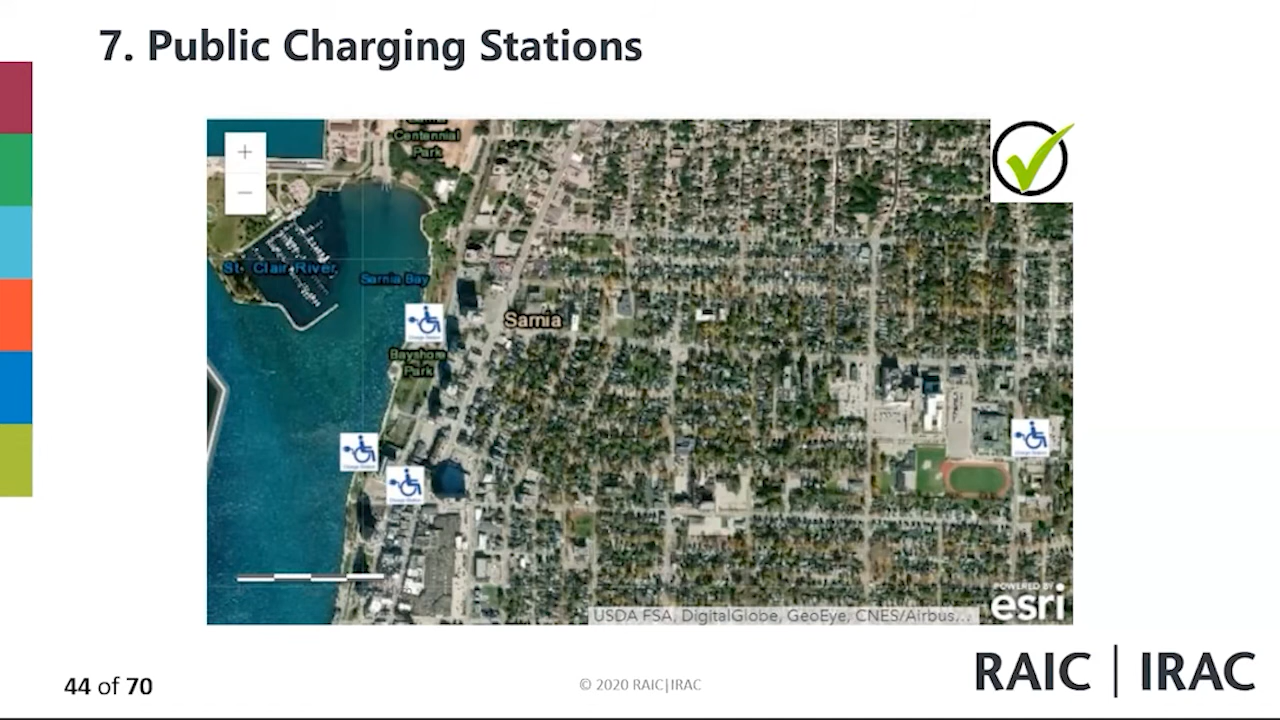 7. Public Charging Stations
Centennial
Park
+
−
St. Clair River
Sarnia Bay
Sarnia
Bayshore
Park
POWERED BY
esri
USDA FSA, DigitalGlobe, GeoEye, CNES/Airbus...
44 of 70
© 2020 RAIC|IRAC
RAIC | IRAC